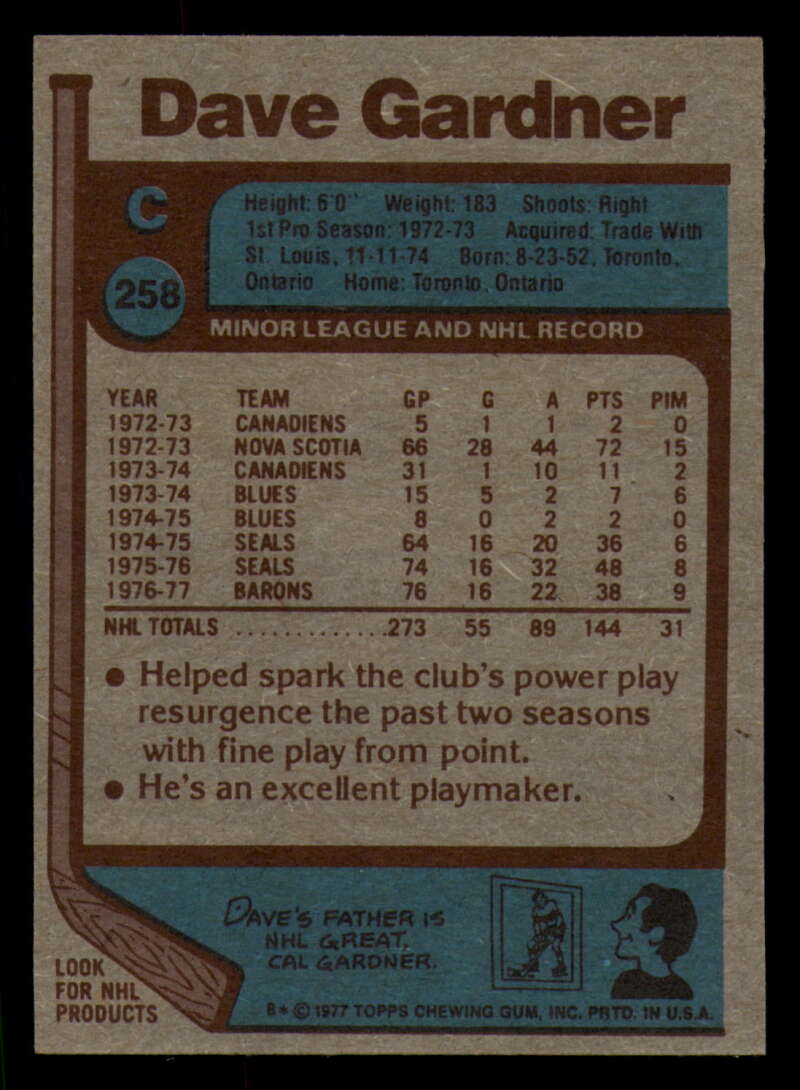 Dave Gardner
C
258
Height: 6'0" Weight: 183 Shoots: Right
1st Pro Season: 1972-73 Acquired: Trade With
St. Louis, 11-11-74 Born: 8-23-52, Toronto,
Ontario Home: Toronto, Ontario
MINOR LEAGUE AND NHL RECORD
YEAR TEAM GP G A PTS PIM
1972-73 CANADIENS 5 1 1 2 0
1972-73 NOVA SCOTIA 66 28 44 72 15
1973-74 CANADIENS 31 1 10 11 2
1973-74 BLUES 15 5 2 7 6
1974-75 BLUES 8 0 2 2 0
1974-75 SEALS 64 16 20 36 6
1975-76 SEALS 74 16 32 48 8
1976-77 BARONS 76 16 22 38 9
NHL TOTALS .............273 55 89 144 31
● Helped spark the club's power play
resurgence the past two seasons
with fine play from point.
● He's an excellent playmaker.
DAVE'S FATHER IS
NHL GREAT,
CAL GARDNER.
LOOK
FOR NHL
PRODUCTS
B* © 1977 TOPPS CHEWING GUM, INC. PRTD. IN U.S.A.